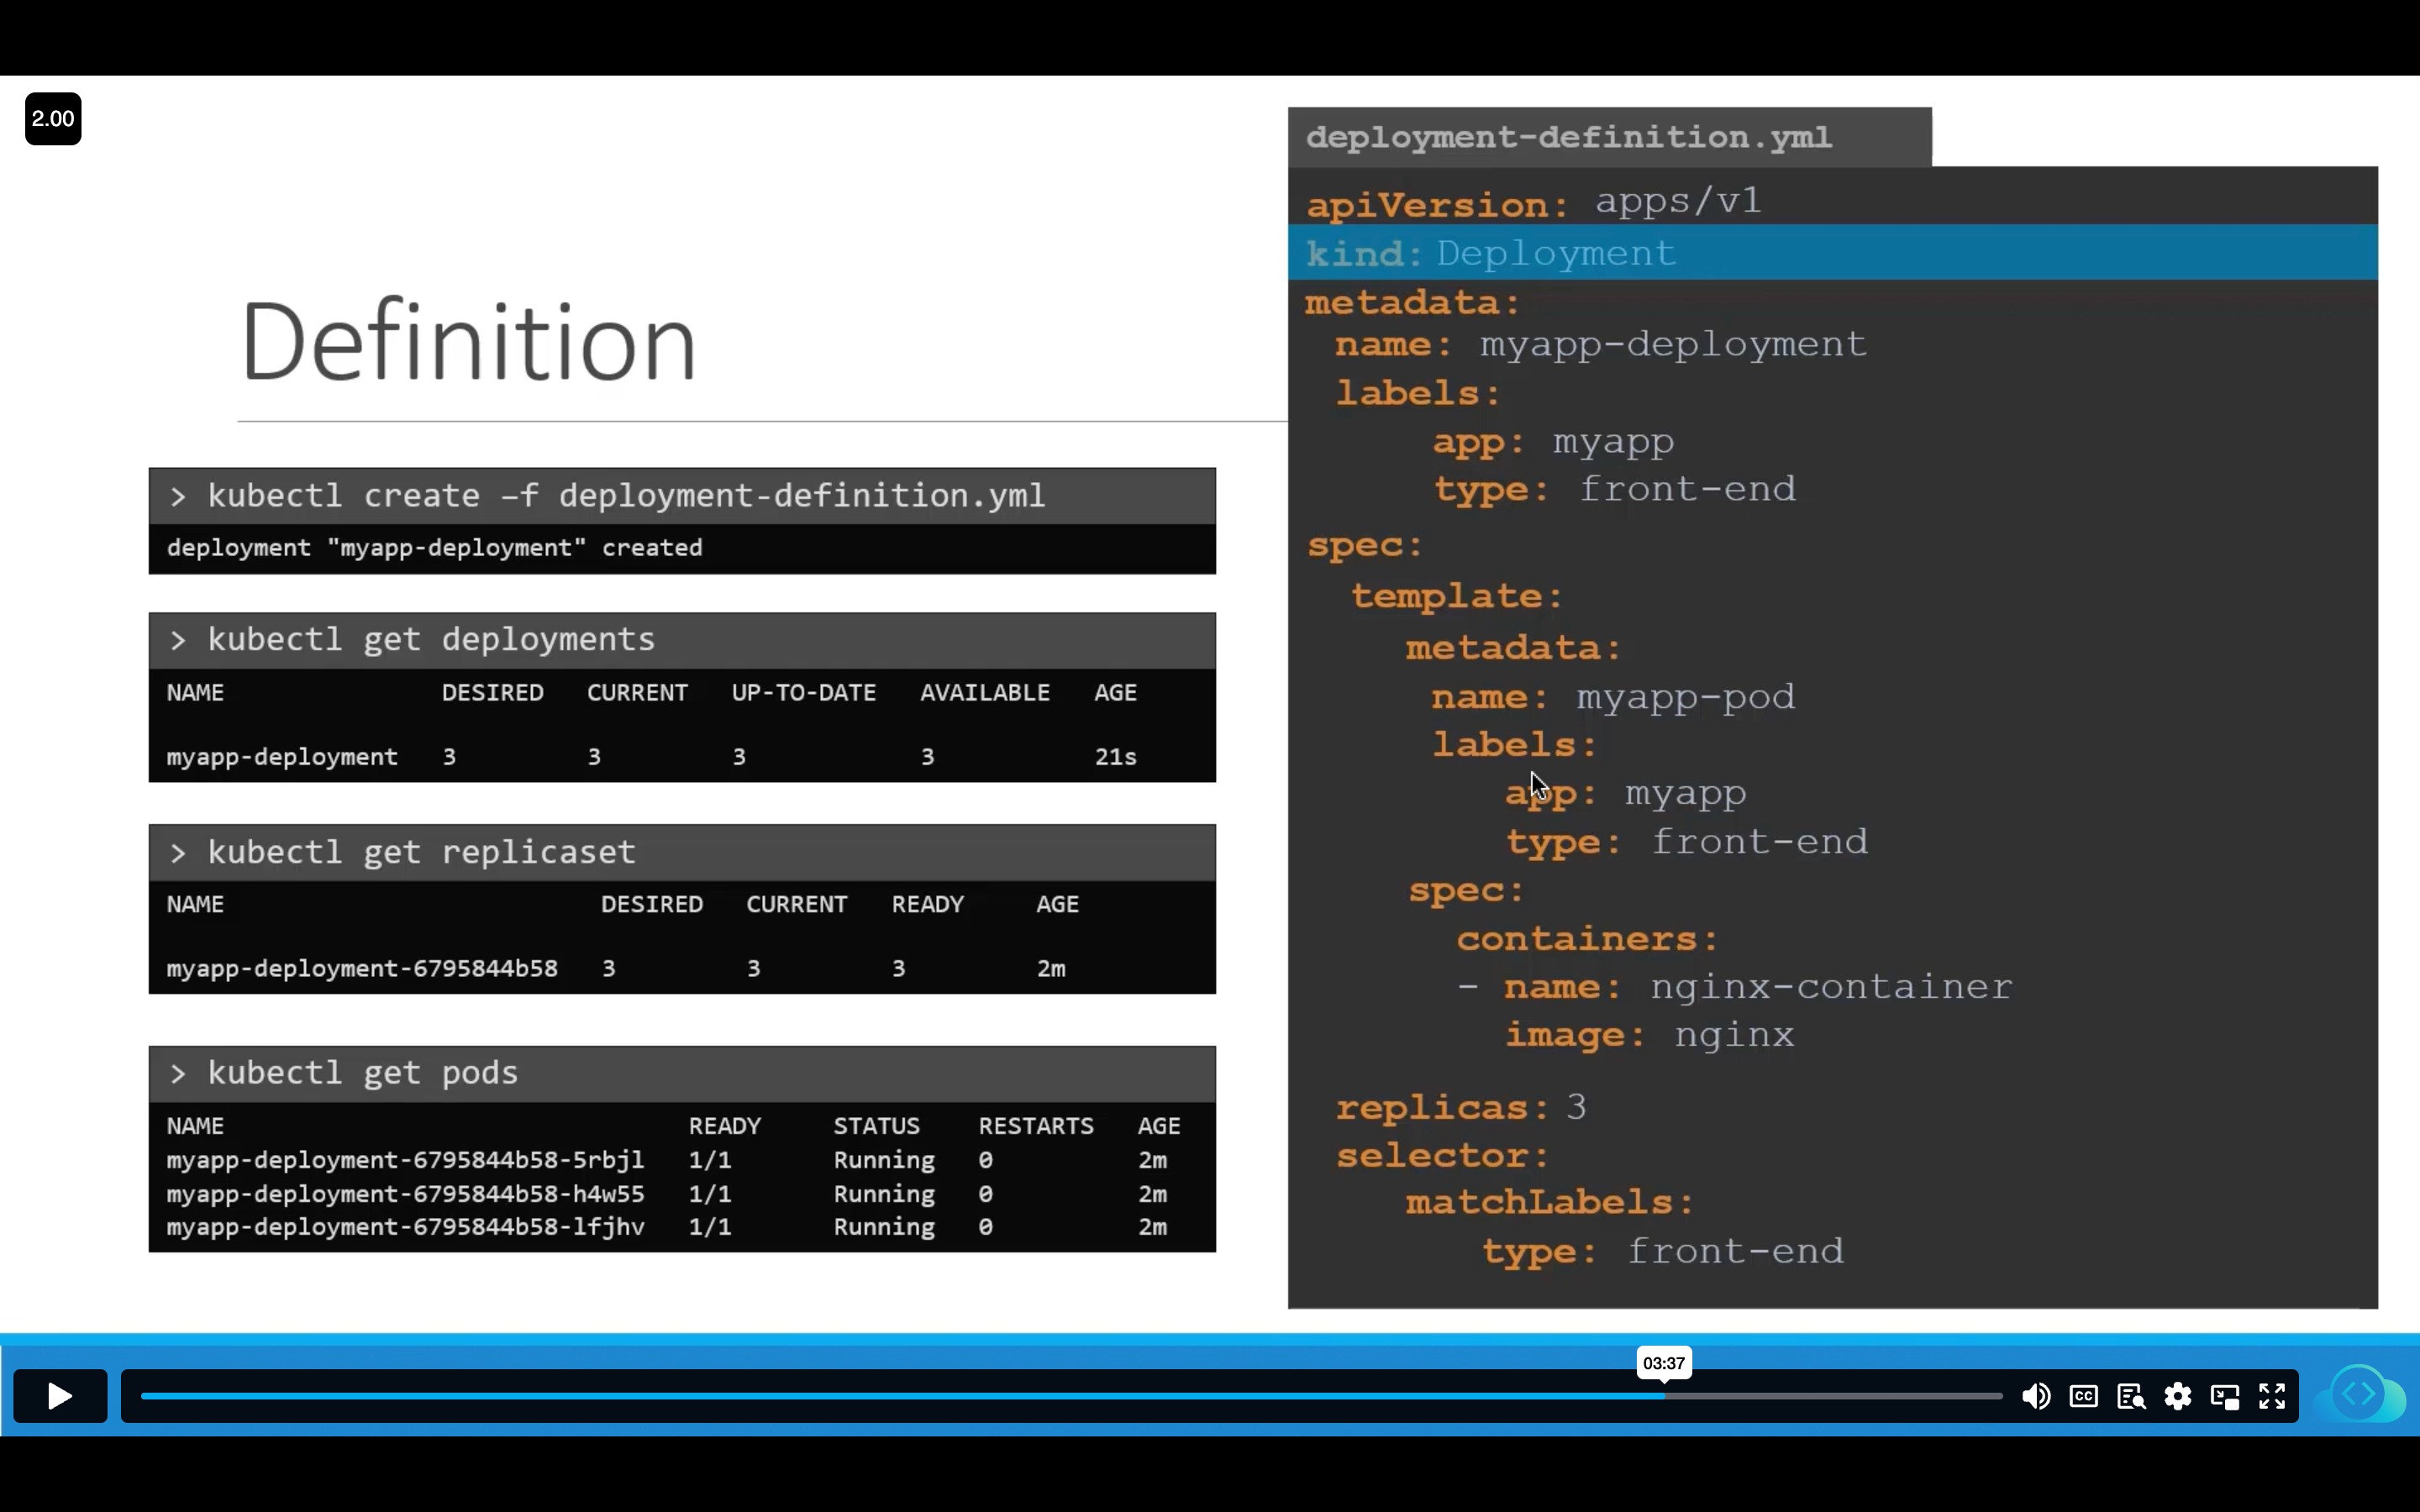 2.00
Definition
> kubectl create –f deployment-definition.yml
deployment "myapp-deployment" created
> kubectl get deployments
NAME DESIRED CURRENT UP-TO-DATE AVAILABLE AGE
myapp-deployment 3 3 3 3 21s
> kubectl get replicaset
NAME DESIRED CURRENT READY AGE
myapp-deployment-6795844b58 3 3 3 2m
> kubectl get pods
NAME READY STATUS RESTARTS AGE
myapp-deployment-6795844b58-5rbjl 1/1 Running 0 2m
myapp-deployment-6795844b58-h4w55 1/1 Running 0 2m
myapp-deployment-6795844b58-lfjhv 1/1 Running 0 2m
deployment-definition.yml
apiVersion: apps/v1
kind: Deployment
metadata:
name: myapp-deployment
labels:
app: myapp
type: front-end
spec:
template:
metadata:
name: myapp-pod
labels:
app: myapp
type: front-end
spec:
containers:
- name: nginx-container
image: nginx
replicas: 3
selector:
matchLabels:
type: front-end
03:37
CC